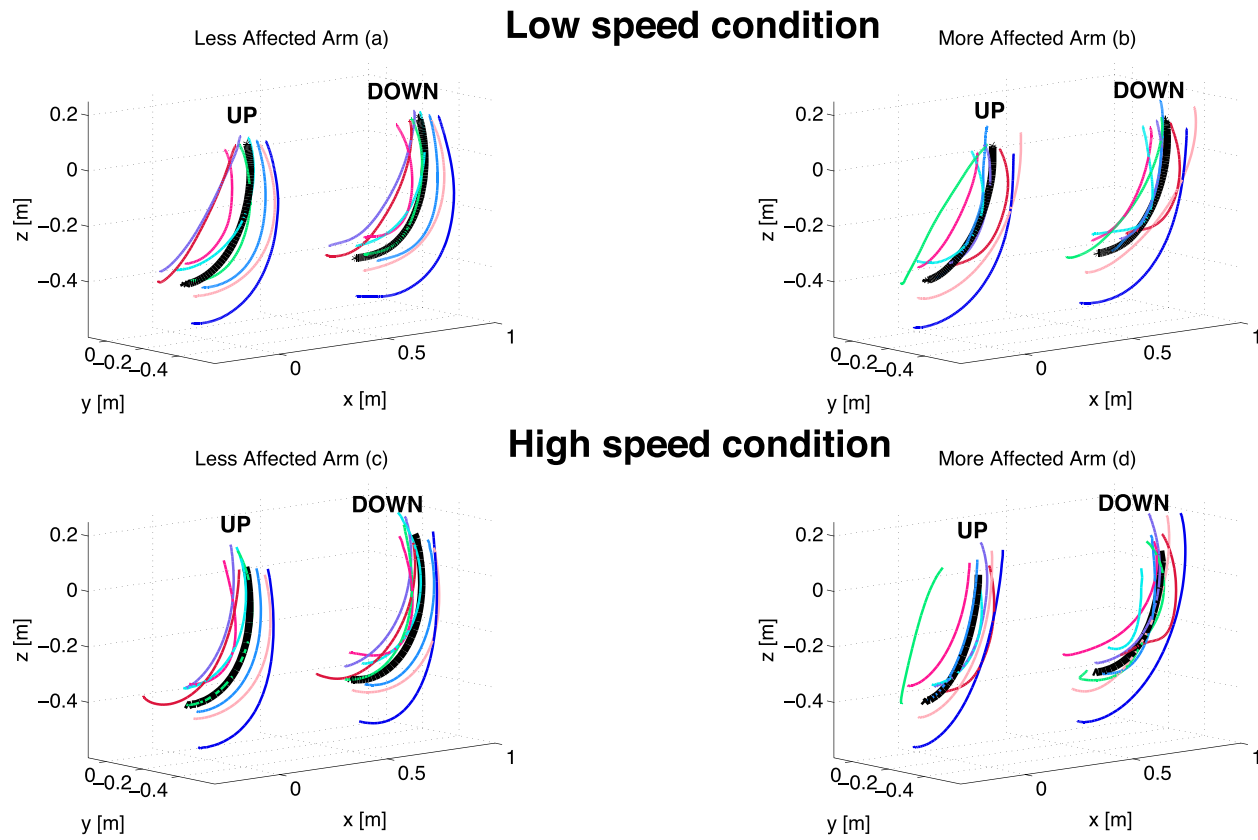 Low speed condition
Less Affected Arm (a)
More Affected Arm (b)
UP
DOWN
UP
DOWN
0.2
0
−0.2
−0.4
z [m]
0
−0.2
−0.4
y [m]
0
0.5
1
x [m]
0.2
0
−0.2
−0.4
z [m]
0
−0.2
−0.4
y [m]
0
0.5
1
x [m]
High speed condition
Less Affected Arm (c)
More Affected Arm (d)
UP
DOWN
UP
DOWN
0.2
0
−0.2
−0.4
z [m]
0
−0.2
−0.4
y [m]
0
0.5
1
x [m]
0.2
0
−0.2
−0.4
z [m]
0
−0.2
−0.4
y [m]
0
0.5
1
x [m]